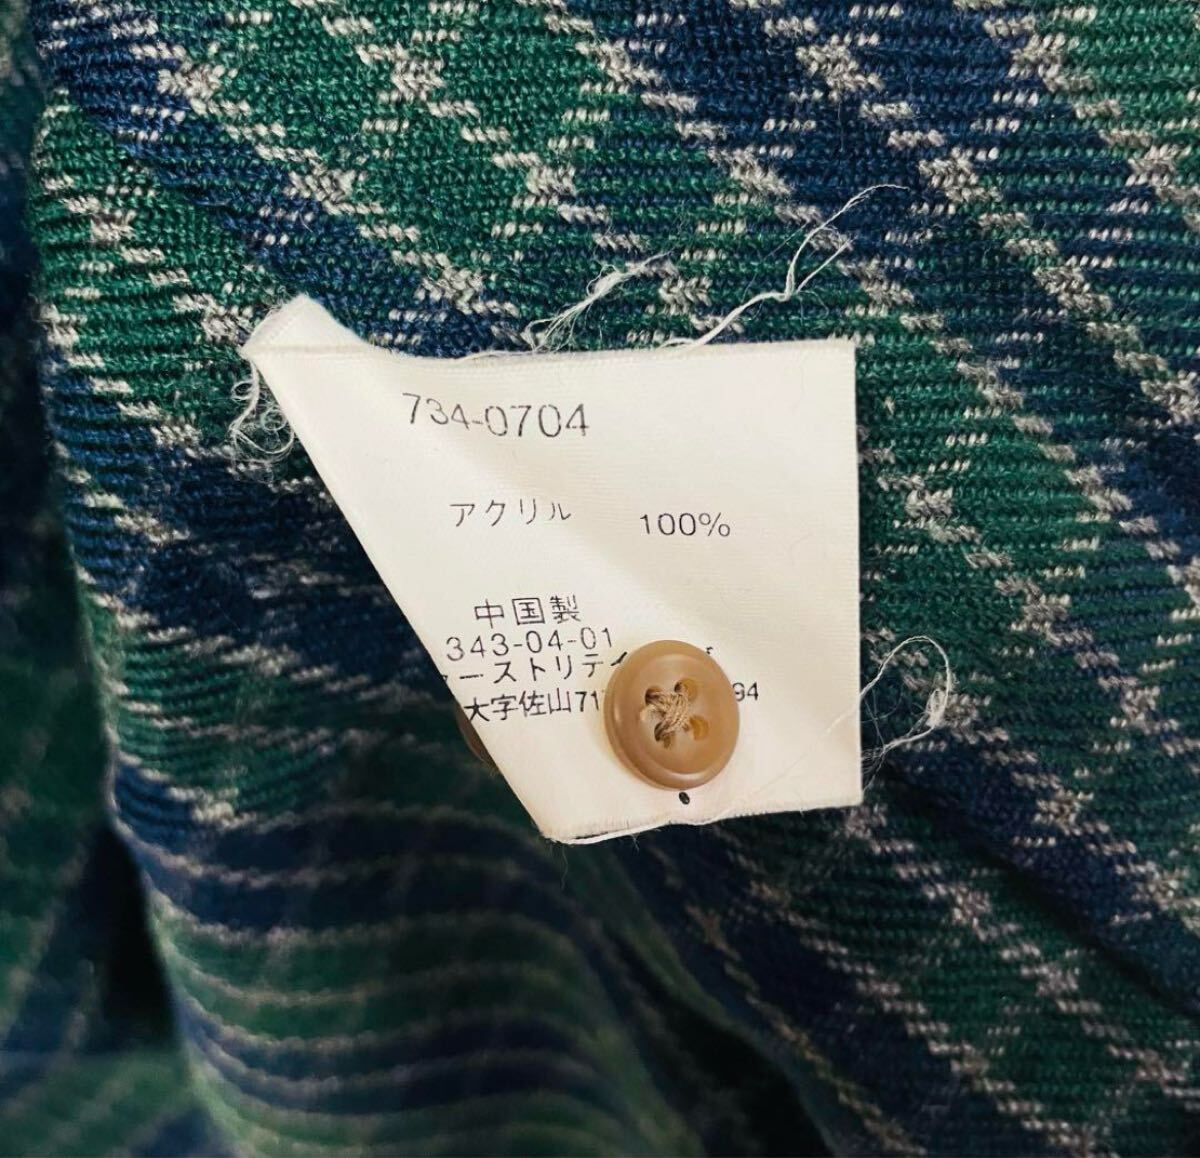 734-0704
アクリル 100%
中国製
343-04-01
ーストリテイ
大字佐山71 94